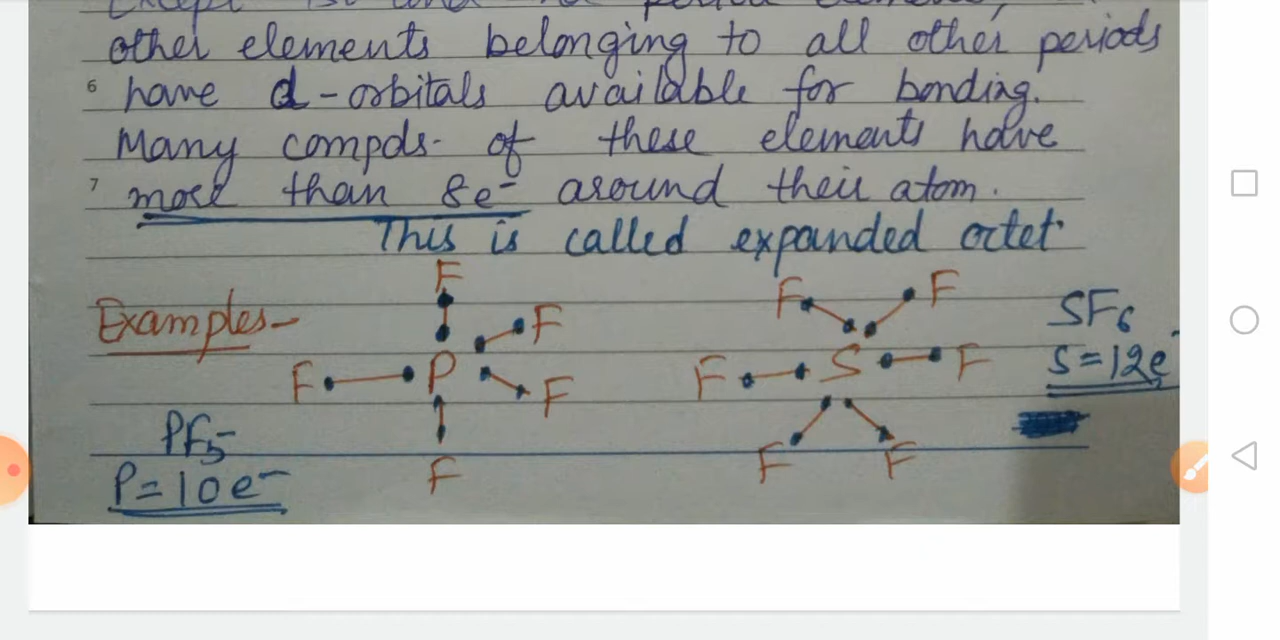 other elements belonging to all other periods
6 have d-orbitals available for bonding.
Many compds. of these elements have
7 more than 8e⁻ around their atom.
This is called expanded octet.
Examples-
F
F F
F F
F P
S F
F
F
F F
F
SF₆
S=12e⁻
PF₅-
P=10e⁻